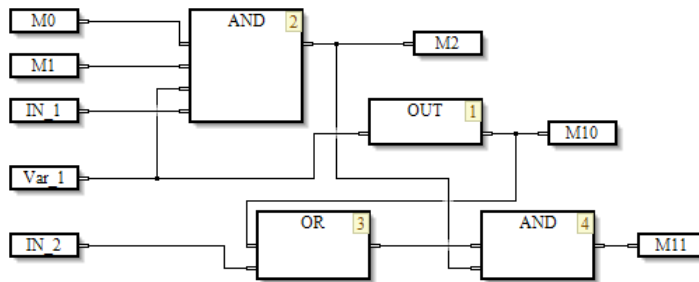 M0
AND 2
M2
M1
IN_1
OUT 1
M10
Var_1
OR 3
AND 4
IN_2
M11